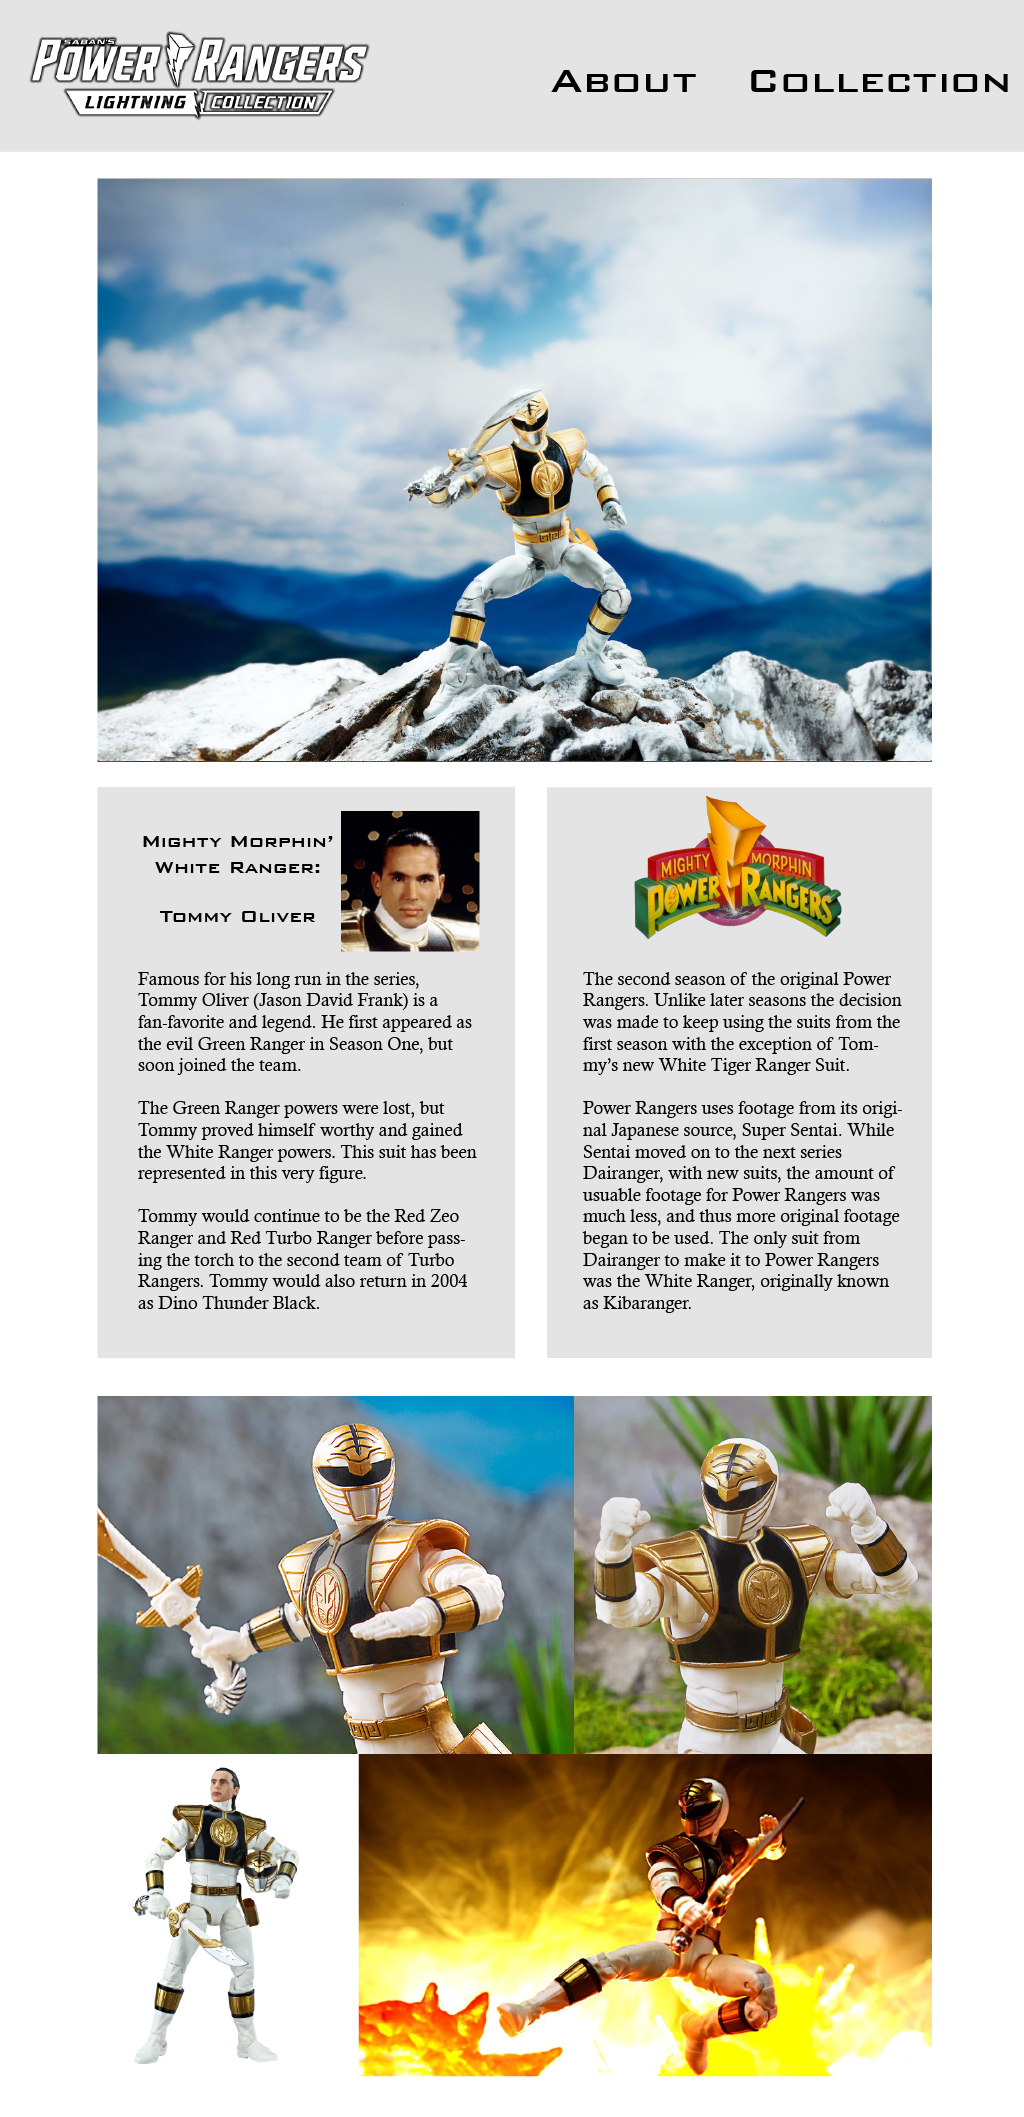 SABAN'S
POWER RANGERS
LIGHTNING COLLECTION
ABOUT COLLECTION
MIGHTY MORPHIN'
WHITE RANGER:
TOMMY OLIVER
Famous for his long run in the series,
Tommy Oliver (Jason David Frank) is a
fan-favorite and legend. He first appeared as
the evil Green Ranger in Season One, but
soon joined the team.
The Green Ranger powers were lost, but
Tommy proved himself worthy and gained
the White Ranger powers. This suit has been
represented in this very figure.
Tommy would continue to be the Red Zeo
Ranger and Red Turbo Ranger before pass-
ing the torch to the second team of Turbo
Rangers. Tommy would also return in 2004
as Dino Thunder Black.
MIGHTY MORPHIN
POWER RANGERS
The second season of the original Power
Rangers. Unlike later seasons the decision
was made to keep using the suits from the
first season with the exception of Tom-
my's new White Tiger Ranger Suit.
Power Rangers uses footage from its origi-
nal Japanese source, Super Sentai. While
Sentai moved on to the next series
Dairanger, with new suits, the amount of
usuable footage for Power Rangers was
much less, and thus more original footage
began to be used. The only suit from
Dairanger to make it to Power Rangers
was the White Ranger, originally known
as Kibaranger.